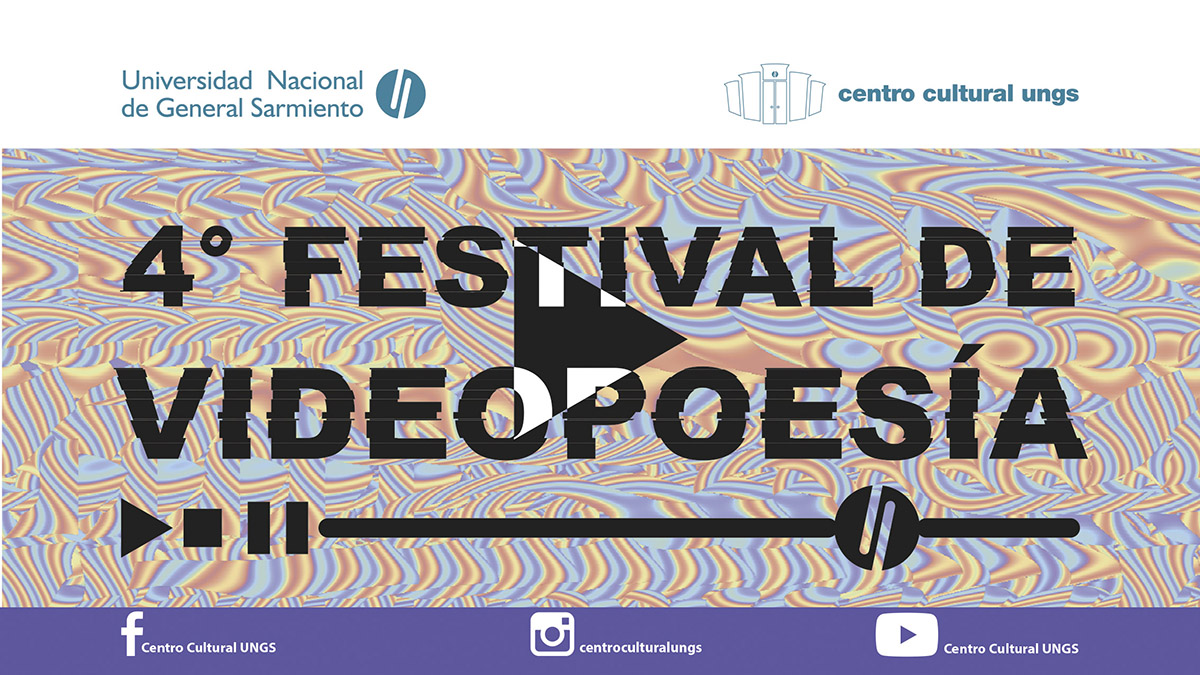 Universidad Nacional
de General Sarmiento
centro cultural ungs
4° FESTIVAL DE
VIDEOPOESÍA
Centro Cultural UNGS
centroculturalungs
Centro Cultural UNGS